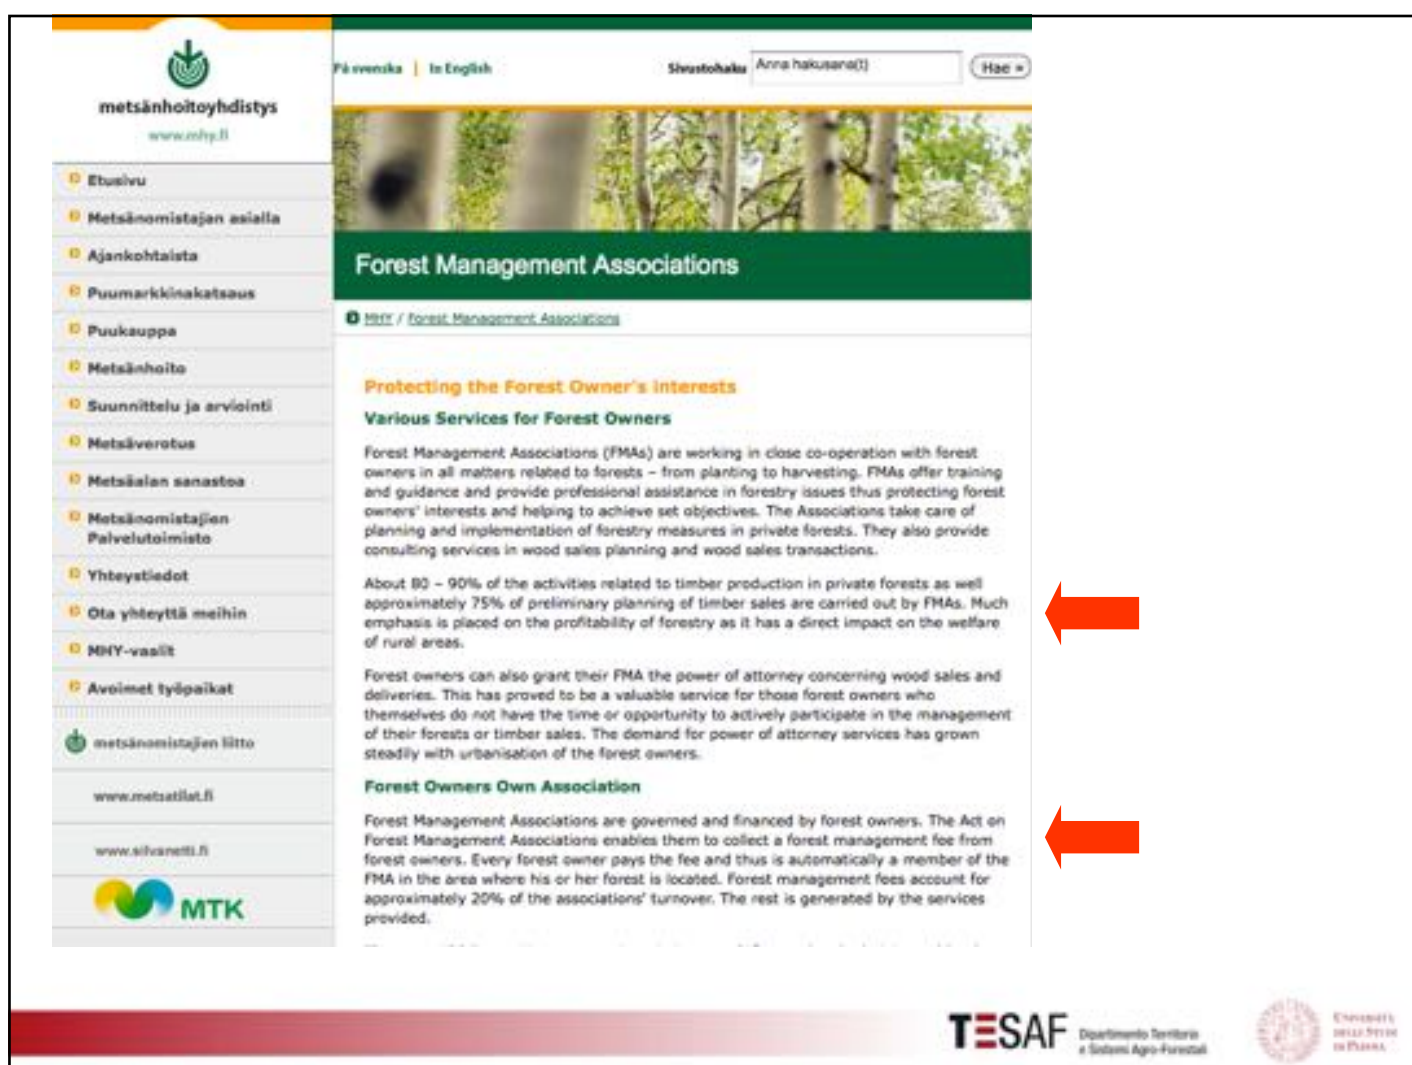 metsänhoitoyhdistys
www.mhy.fi
På svenska | In English
Sivustohaku
Anna hakusana(t)
Hae »
Etusivu
Metsänomistajan asialla
Ajankohtaista
Puumarkkinakatsaus
Puukauppa
Metsänhoito
Suunnittelu ja arviointi
Metsäverotus
Metsäalan sanastoa
Metsänomistajien
Palvelutoimisto
Yhteystiedot
Ota yhteyttä meihin
MHY-vaalit
Avoimet työpaikat
metsänomistajien liitto
www.metsatilat.fi
www.silvanetti.fi
MTK
Forest Management Associations
MHY / Forest Management Associations
Protecting the Forest Owner's Interests
Various Services for Forest Owners
Forest Management Associations (FMAs) are working in close co-operation with forest
owners in all matters related to forests – from planting to harvesting. FMAs offer training
and guidance and provide professional assistance in forestry issues thus protecting forest
owners' interests and helping to achieve set objectives. The Associations take care of
planning and implementation of forestry measures in private forests. They also provide
consulting services in wood sales planning and wood sales transactions.
About 80 – 90% of the activities related to timber production in private forests as well
approximately 75% of preliminary planning of timber sales are carried out by FMAs. Much
emphasis is placed on the profitability of forestry as it has a direct impact on the welfare
of rural areas.
Forest owners can also grant their FMA the power of attorney concerning wood sales and
deliveries. This has proved to be a valuable service for those forest owners who
themselves do not have the time or opportunity to actively participate in the management
of their forests or timber sales. The demand for power of attorney services has grown
steadily with urbanisation of the forest owners.
Forest Owners Own Association
Forest Management Associations are governed and financed by forest owners. The Act on
Forest Management Associations enables them to collect a forest management fee from
forest owners. Every forest owner pays the fee and thus is automatically a member of the
FMA in the area where his or her forest is located. Forest management fees account for
approximately 20% of the associations' turnover. The rest is generated by the services
provided.
TESAF
Dipartimento Territorio
e Sistemi Agro-Forestali
Università
degli Studi
di Padova